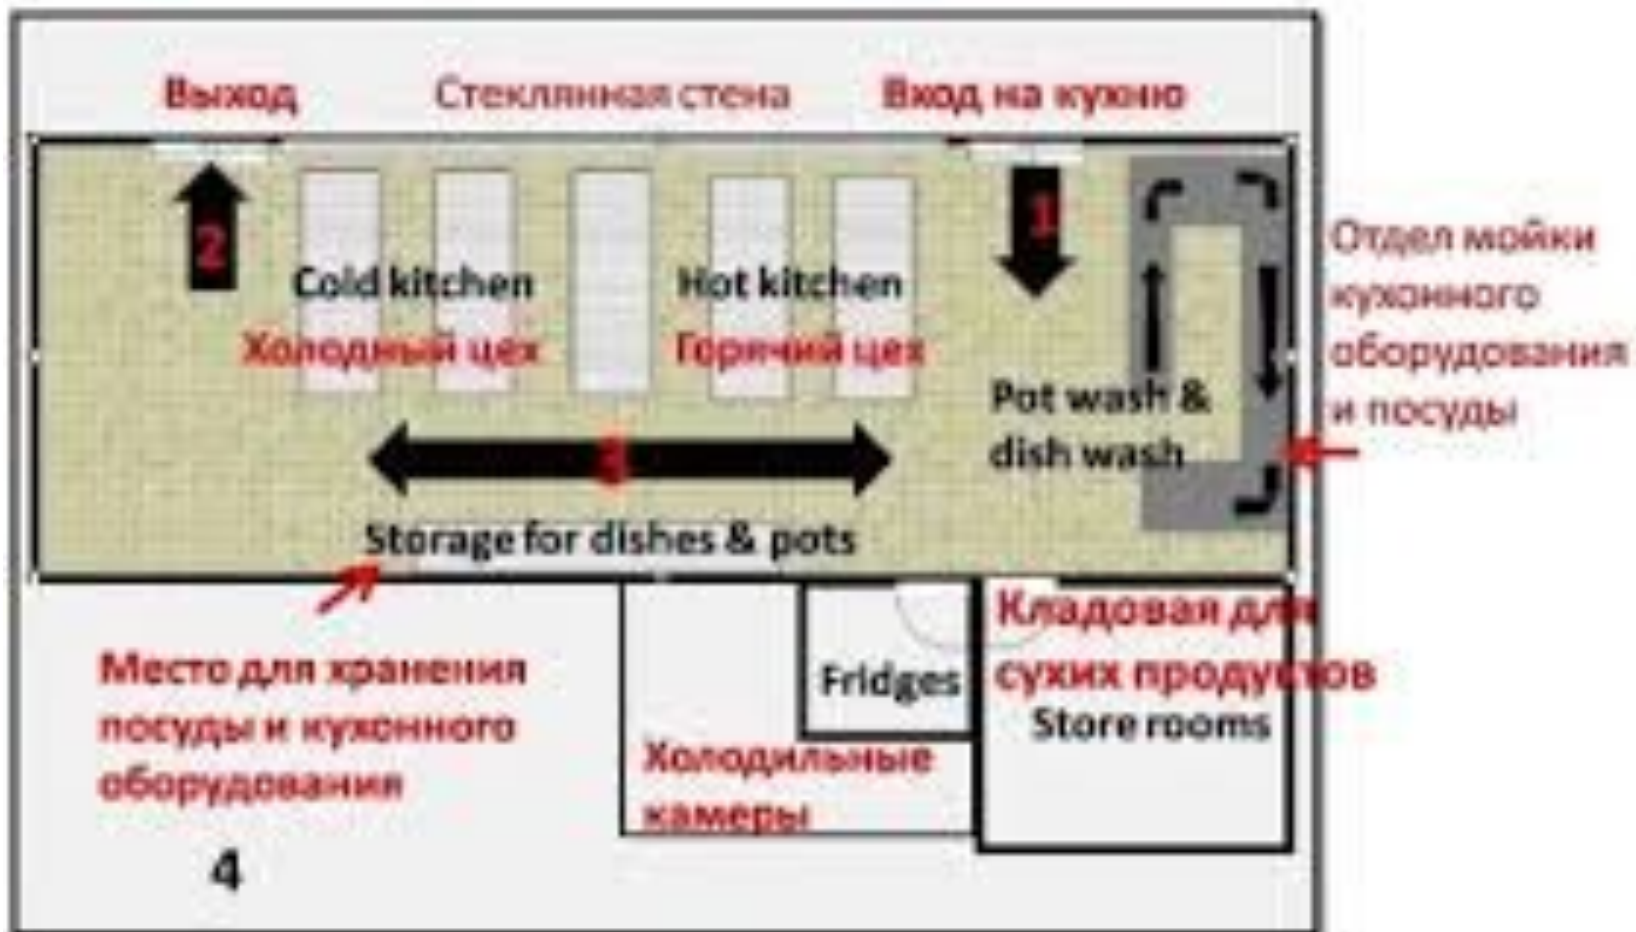 Выход
Стеклянная стена
Вход на кухню
2
1
Cold kitchen
Холодный цех
Hot kitchen
Горячий цех
Отдел мойки
кухонного
оборудования
и посуды
Pot wash &
dish wash
3
Storage for dishes & pots
Место для хранения
посуды и кухонного
оборудования
Fridges
Холодильные
камеры
Кладовая для
сухих продуктов
Store rooms
4